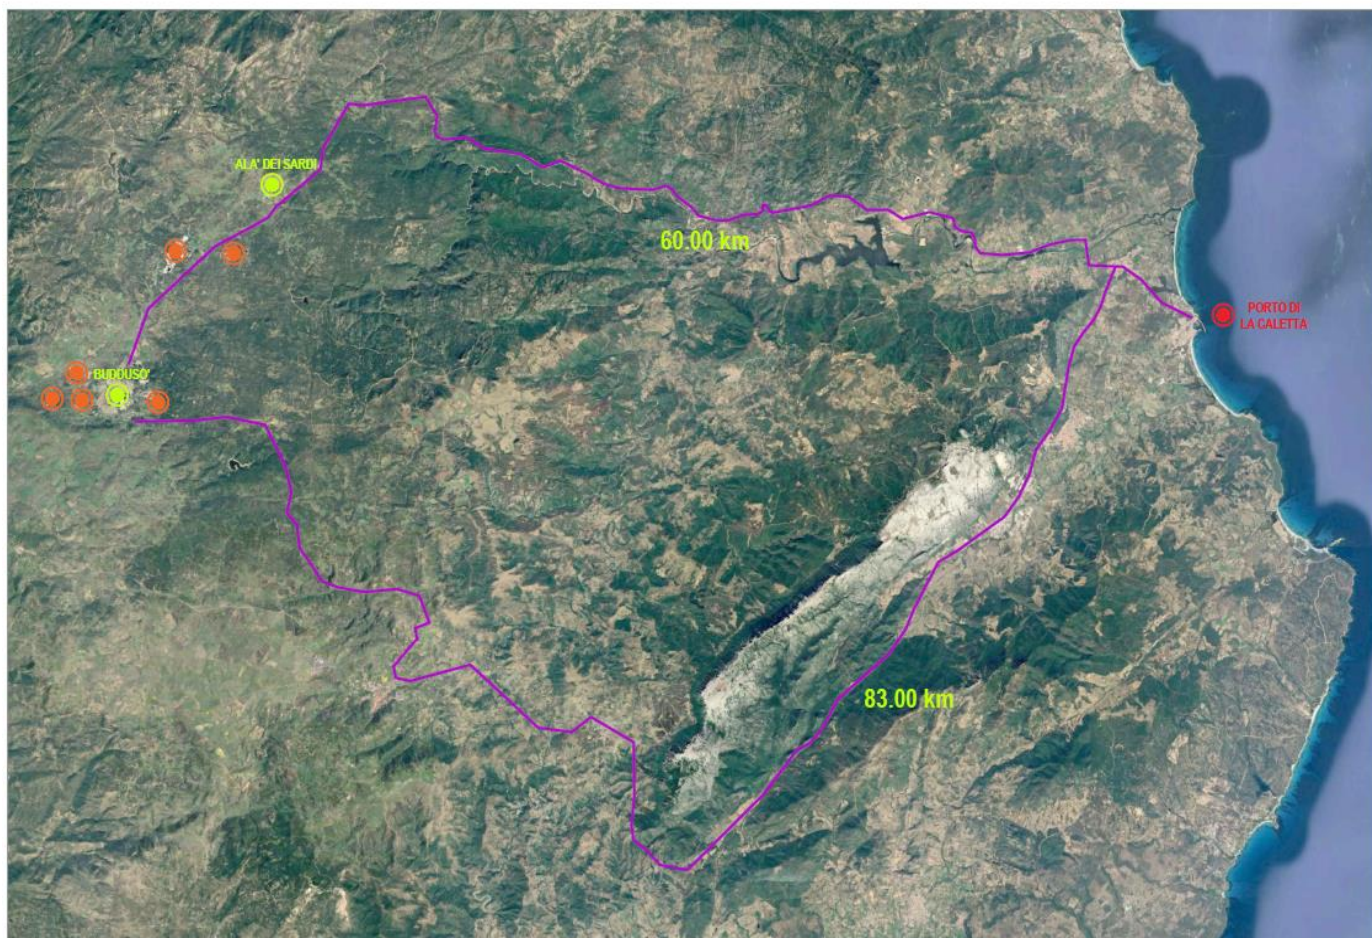 ALA' DEI SARDI
60.00 km
PORTO DI
LA CALETTA
BUDDUSO'
83.00 km